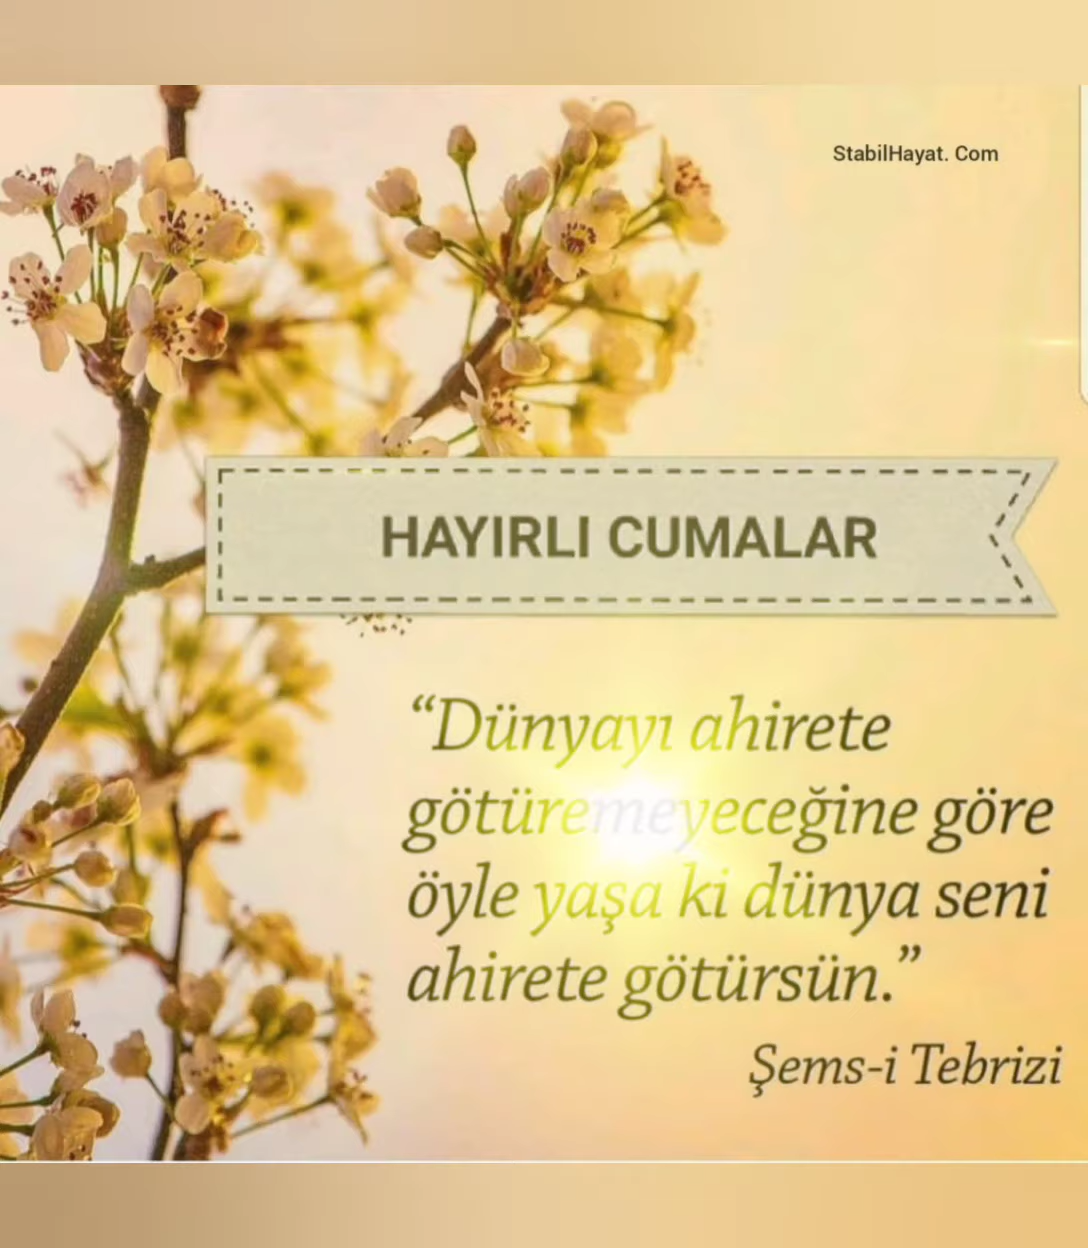 StabilHayat. Com
HAYIRLI CUMALAR
“Dünyayı ahirete
götüremeyeceğine göre
öyle yaşa ki dünya seni
ahirete götürsün.”
Şems-i Tebrizi